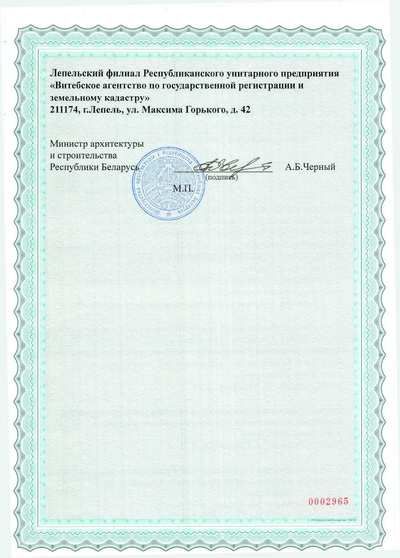 Лепельский филиал Республиканского унитарного предприятия
«Витебское агентство по государственной регистрации и
земельному кадастру»
211174, г.Лепель, ул. Максима Горького, д. 42
Министр архитектуры
и строительства
Республики Беларусь А.Б.Черный
(подпись)
М.П.
0002965